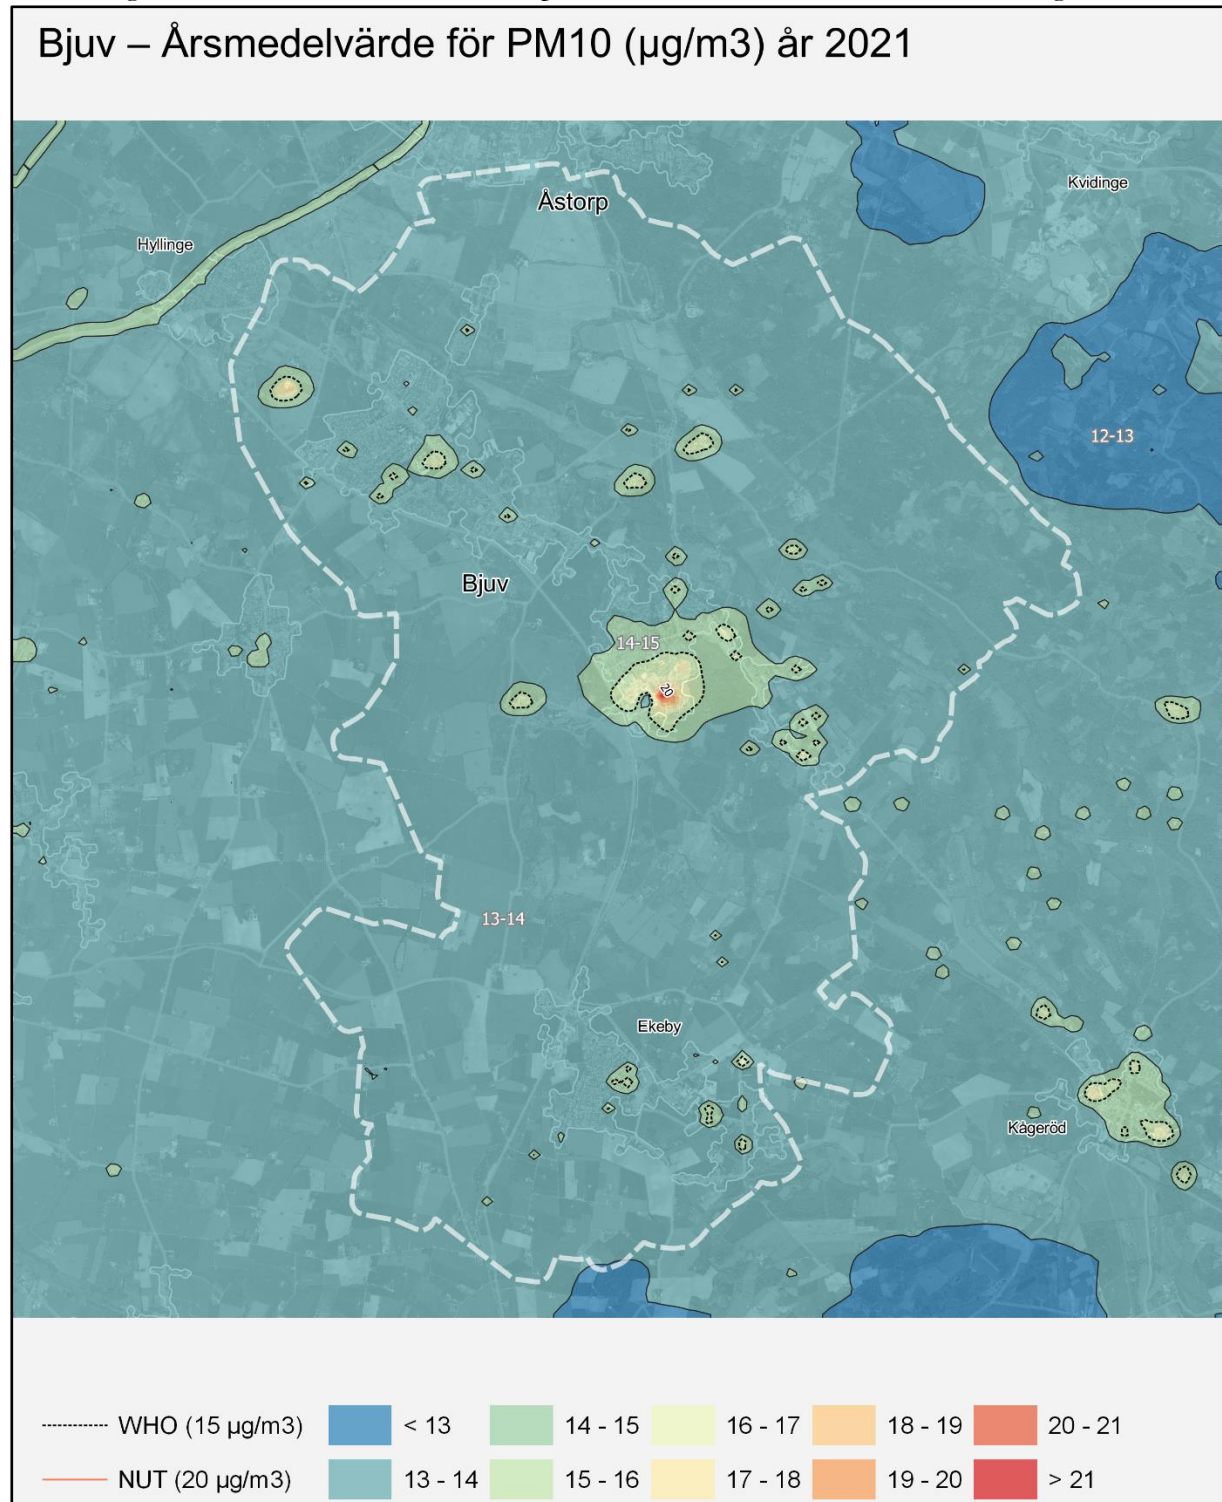 Bjuv – Årsmedelvärde för PM10 (µg/m3) år 2021
Kvidinge
Åstorp
Hyllinge
12-13
Bjuv
14-15
20
13-14
Ekeby
Kågeröd
WHO (15 µg/m3)
< 13
14 - 15
16 - 17
18 - 19
20 - 21
NUT (20 µg/m3)
13 - 14
15 - 16
17 - 18
19 - 20
> 21